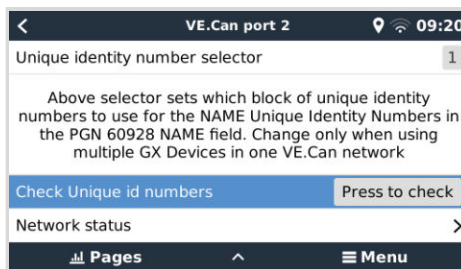 VE.Can port 2 09:20
Unique identity number selector 1
Above selector sets which block of unique identity
numbers to use for the NAME Unique Identity Numbers in
the PGN 60928 NAME field. Change only when using
multiple GX Devices in one VE.Can network
Check Unique id numbers Press to check
Network status
Pages Menu